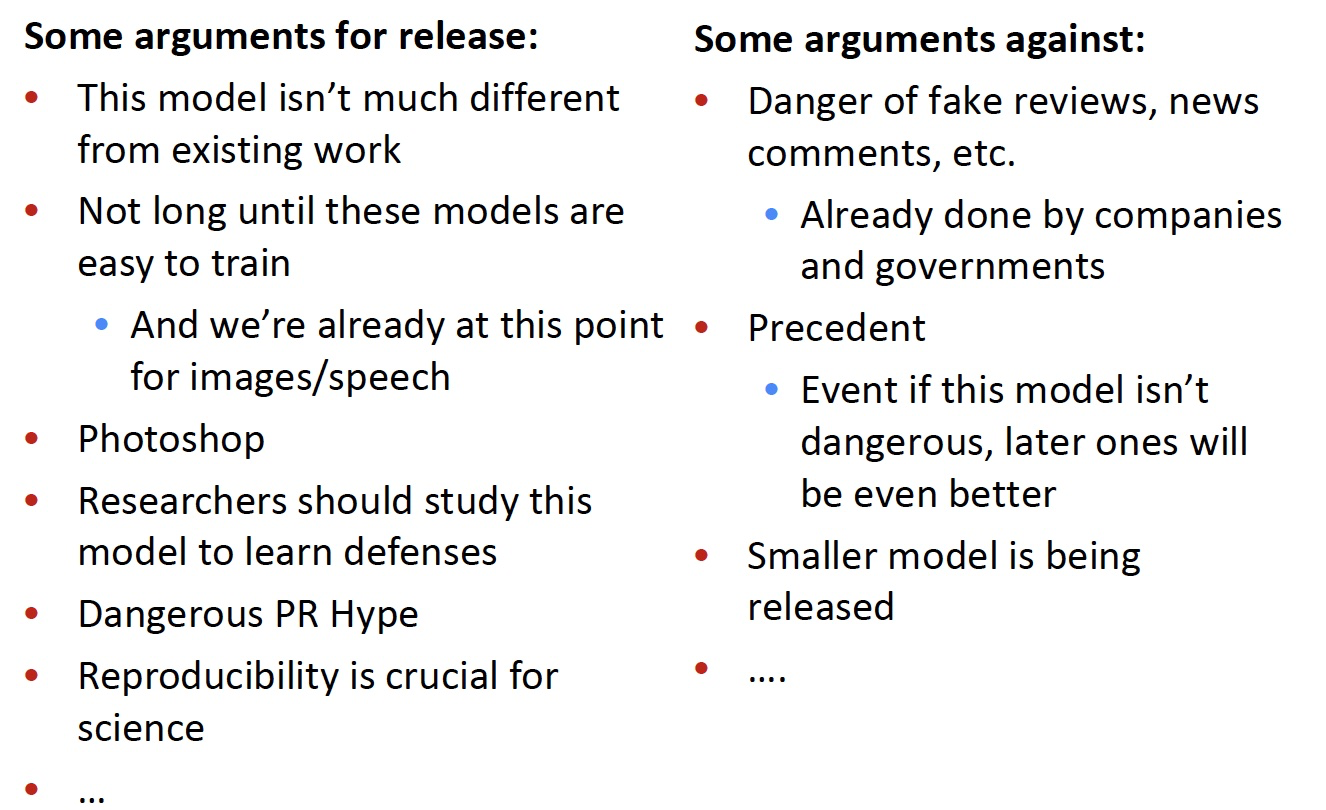 Some arguments for release:
• This model isn’t much different
from existing work
• Not long until these models are
easy to train
• And we’re already at this point
for images/speech
• Photoshop
• Researchers should study this
model to learn defenses
• Dangerous PR Hype
• Reproducibility is crucial for
science
• ...
Some arguments against:
• Danger of fake reviews, news
comments, etc.
• Already done by companies
and governments
• Precedent
• Event if this model isn’t
dangerous, later ones will
be even better
• Smaller model is being
released
• ....